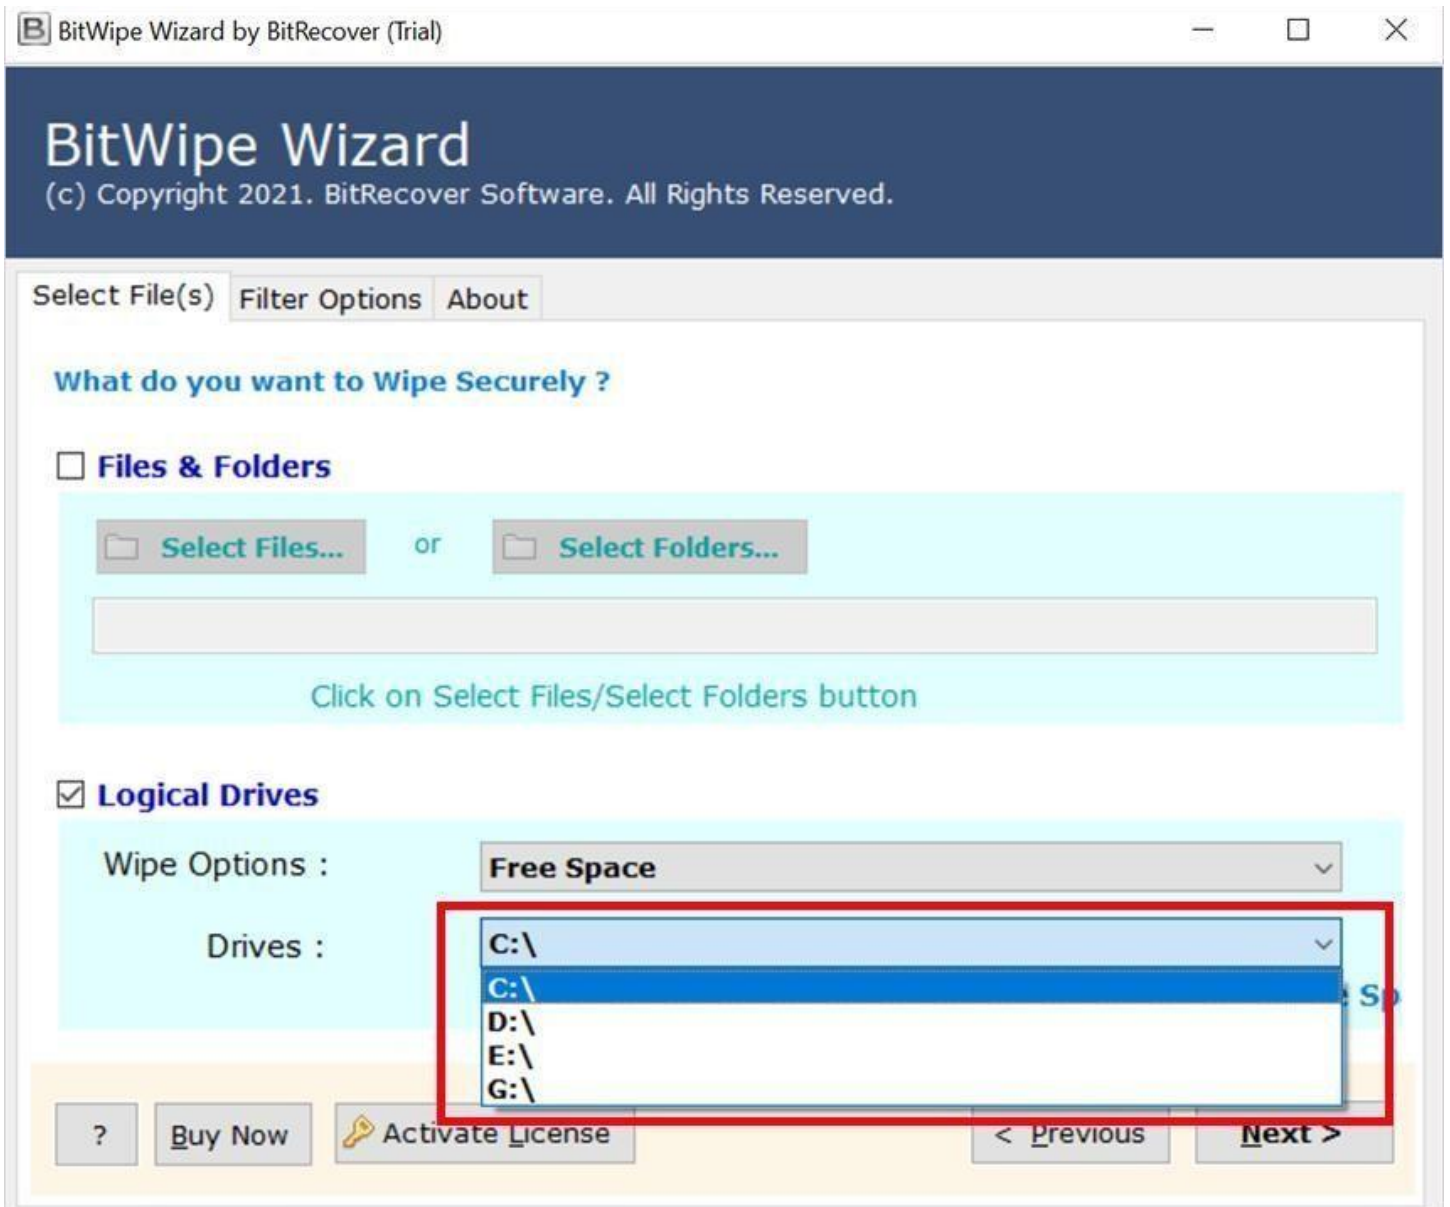 BitWipe Wizard by BitRecover (Trial)
BitWipe Wizard
(c) Copyright 2021. BitRecover Software. All Rights Reserved.
Select File(s) Filter Options About
What do you want to Wipe Securely ?
Files & Folders
Select Files... or Select Folders...
Click on Select Files/Select Folders button
Logical Drives
Wipe Options : Free Space
Drives : C:\
C:\
D:\
E:\
G:\
? Buy Now Activate License < Previous Next >